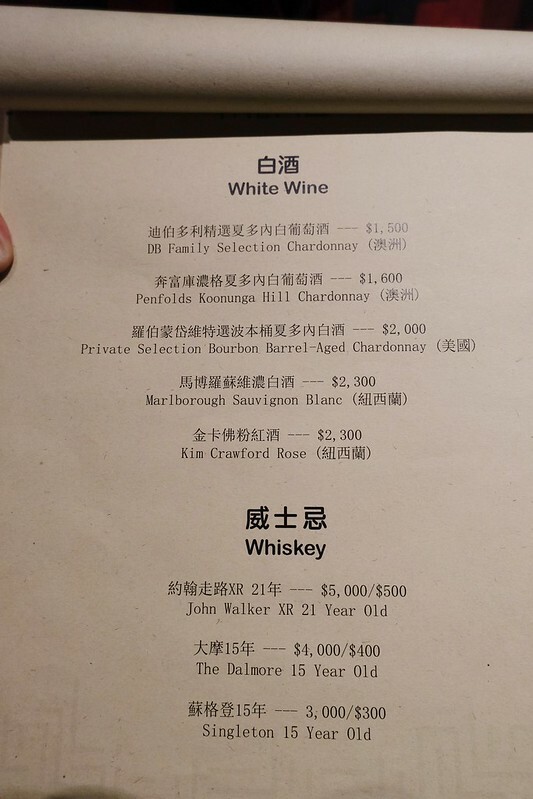 白酒
White Wine
迪伯多利精選夏多內白葡萄酒 --- $1,500
DB Family Selection Chardonnay (澳洲)
奔富庫濃格夏多內白葡萄酒 --- $1,600
Penfolds Koonunga Hill Chardonnay (澳洲)
羅伯蒙岱維特選波本桶夏多內白酒 --- $2,000
Private Selection Bourbon Barrel-Aged Chardonnay (美國)
馬博羅蘇維濃白酒 --- $2,300
Marlborough Sauvignon Blanc (紐西蘭)
金卡佛粉紅酒 --- $2,300
Kim Crawford Rose (紐西蘭)
威士忌
Whiskey
約翰走路XR 21年 --- $5,000/$500
John Walker XR 21 Year Old
大摩15年 --- $4,000/$400
The Dalmore 15 Year Old
蘇格登15年 --- 3,000/$300
Singleton 15 Year Old